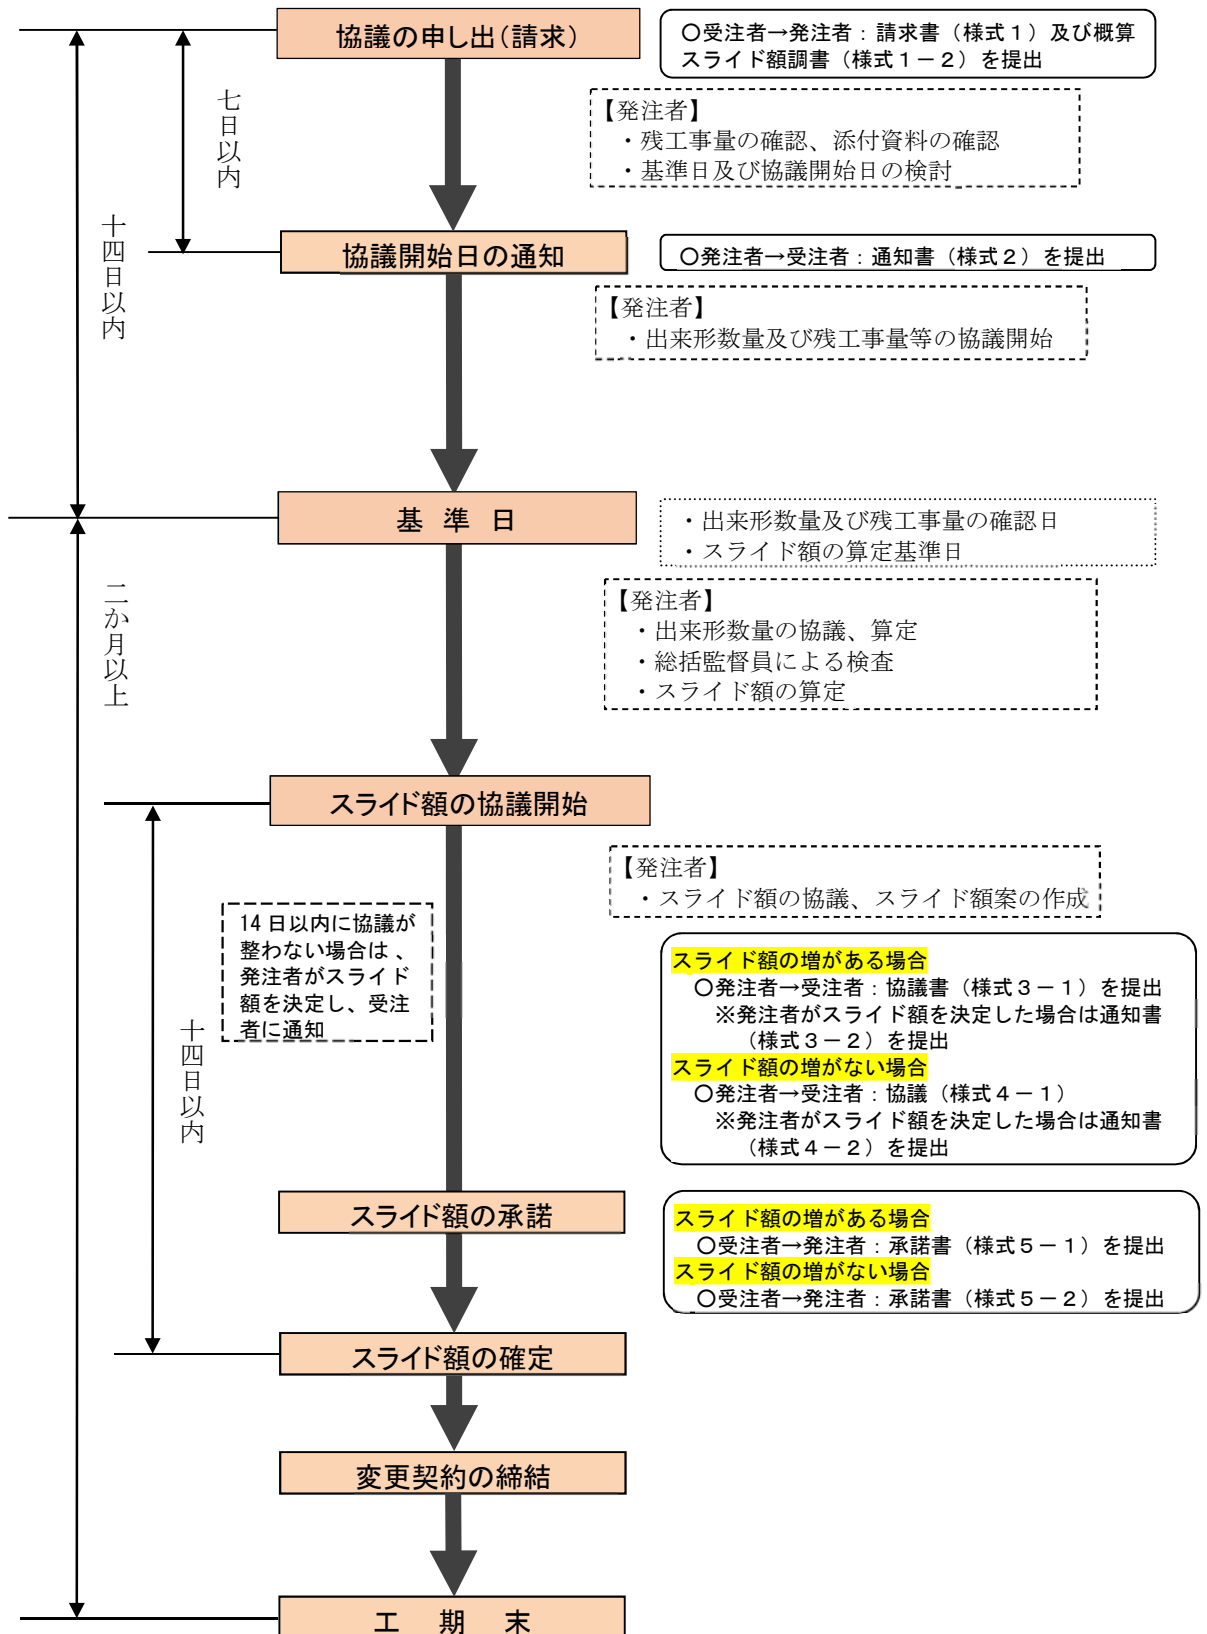 協議の申し出（請求）
〇受注者→発注者：請求書（様式１）及び概算
スライド額調書（様式１－２）を提出
七日以内
【発注者】
・残工事量の確認、添付資料の確認
・基準日及び協議開始日の検討
十四日以内
協議開始日の通知
〇発注者→受注者：通知書（様式２）を提出
【発注者】
・出来形数量及び残工事量等の協議開始
基　準　日
・出来形数量及び残工事量の確認日
・スライド額の算定基準日
二か月以上
【発注者】
・出来形数量の協議、算定
・総括監督員による検査
・スライド額の算定
スライド額の協議開始
【発注者】
・スライド額の協議、スライド額案の作成
14 日以内に協議が
整わない場合は、
発注者がスライド
額を決定し、受注
者に通知
十四日以内
スライド額の増がある場合
〇発注者→受注者：協議書（様式３－１）を提出
※発注者がスライド額を決定した場合は通知書
（様式３－２）を提出
スライド額の増がない場合
〇発注者→受注者：協議（様式４－１）
※発注者がスライド額を決定した場合は通知書
（様式４－２）を提出
スライド額の承諾
スライド額の増がある場合
〇受注者→発注者：承諾書（様式５－１）を提出
スライド額の増がない場合
〇受注者→発注者：承諾書（様式５－２）を提出
スライド額の確定
変更契約の締結
工　期　末